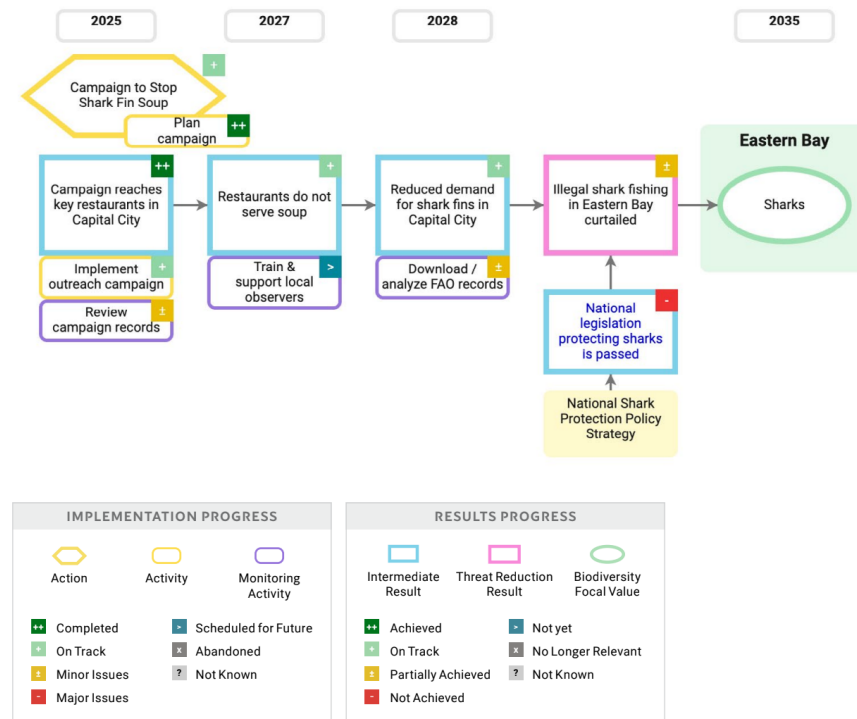 2025
2027
2028
2035
+
Campaign to Stop
Shark Fin Soup
Plan
campaign
++
Eastern Bay
++
Campaign reaches
key restaurants in
Capital City
+
Restaurants do not
serve soup
+
Reduced demand
for shark fins in
Capital City
±
Illegal shark fishing
in Eastern Bay
curtailed
Sharks
Implement
outreach campaign
+
Review
campaign records
±
Train &
support local
observers
>
Download /
analyze FAO records
±
-
National
legislation
protecting sharks
is passed
National Shark
Protection Policy
Strategy
IMPLEMENTATION PROGRESS
Action
Activity
Monitoring
Activity
++ Completed
+ On Track
± Minor Issues
- Major Issues
> Scheduled for Future
x Abandoned
? Not Known
RESULTS PROGRESS
Intermediate
Result
Threat Reduction
Result
Biodiversity
Focal Value
++ Achieved
+ On Track
± Partially Achieved
- Not Achieved
> Not yet
x No Longer Relevant
? Not Known